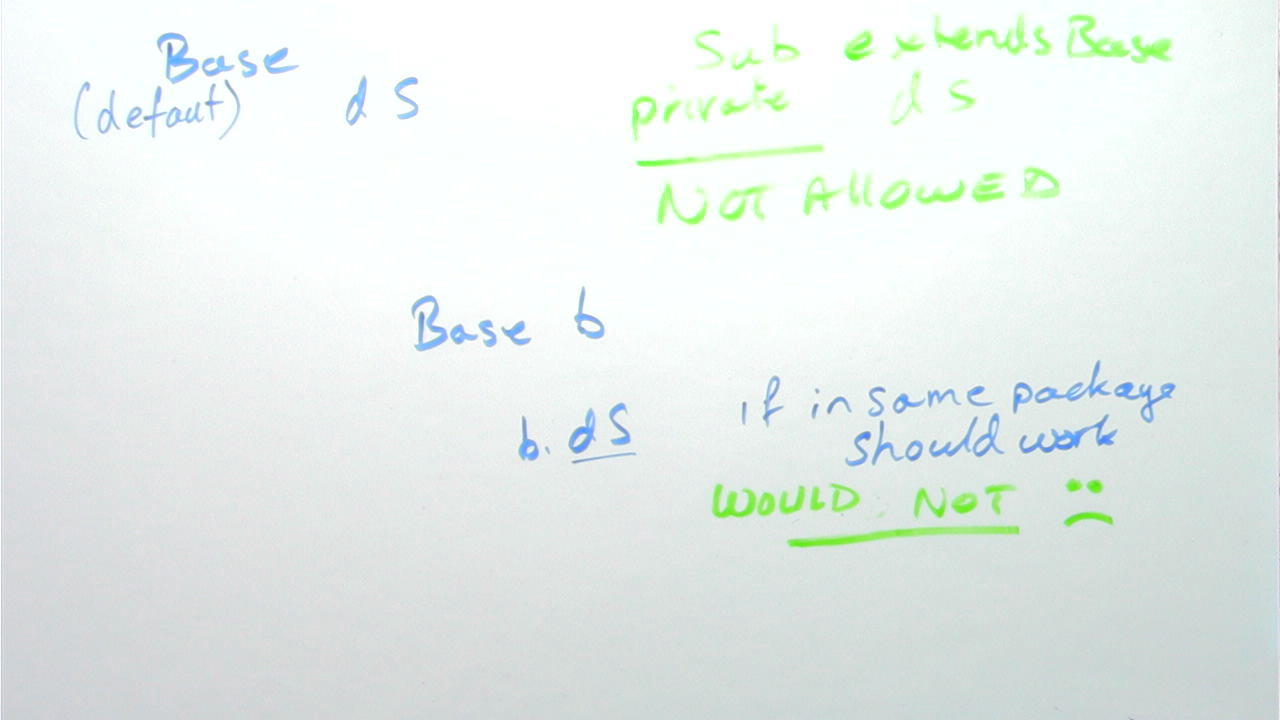 Base
(defaut) d S
Sub extends Base
private d S
NOT AllOWED
Base b
b. dS
if in same package
should work
WOULD NOT